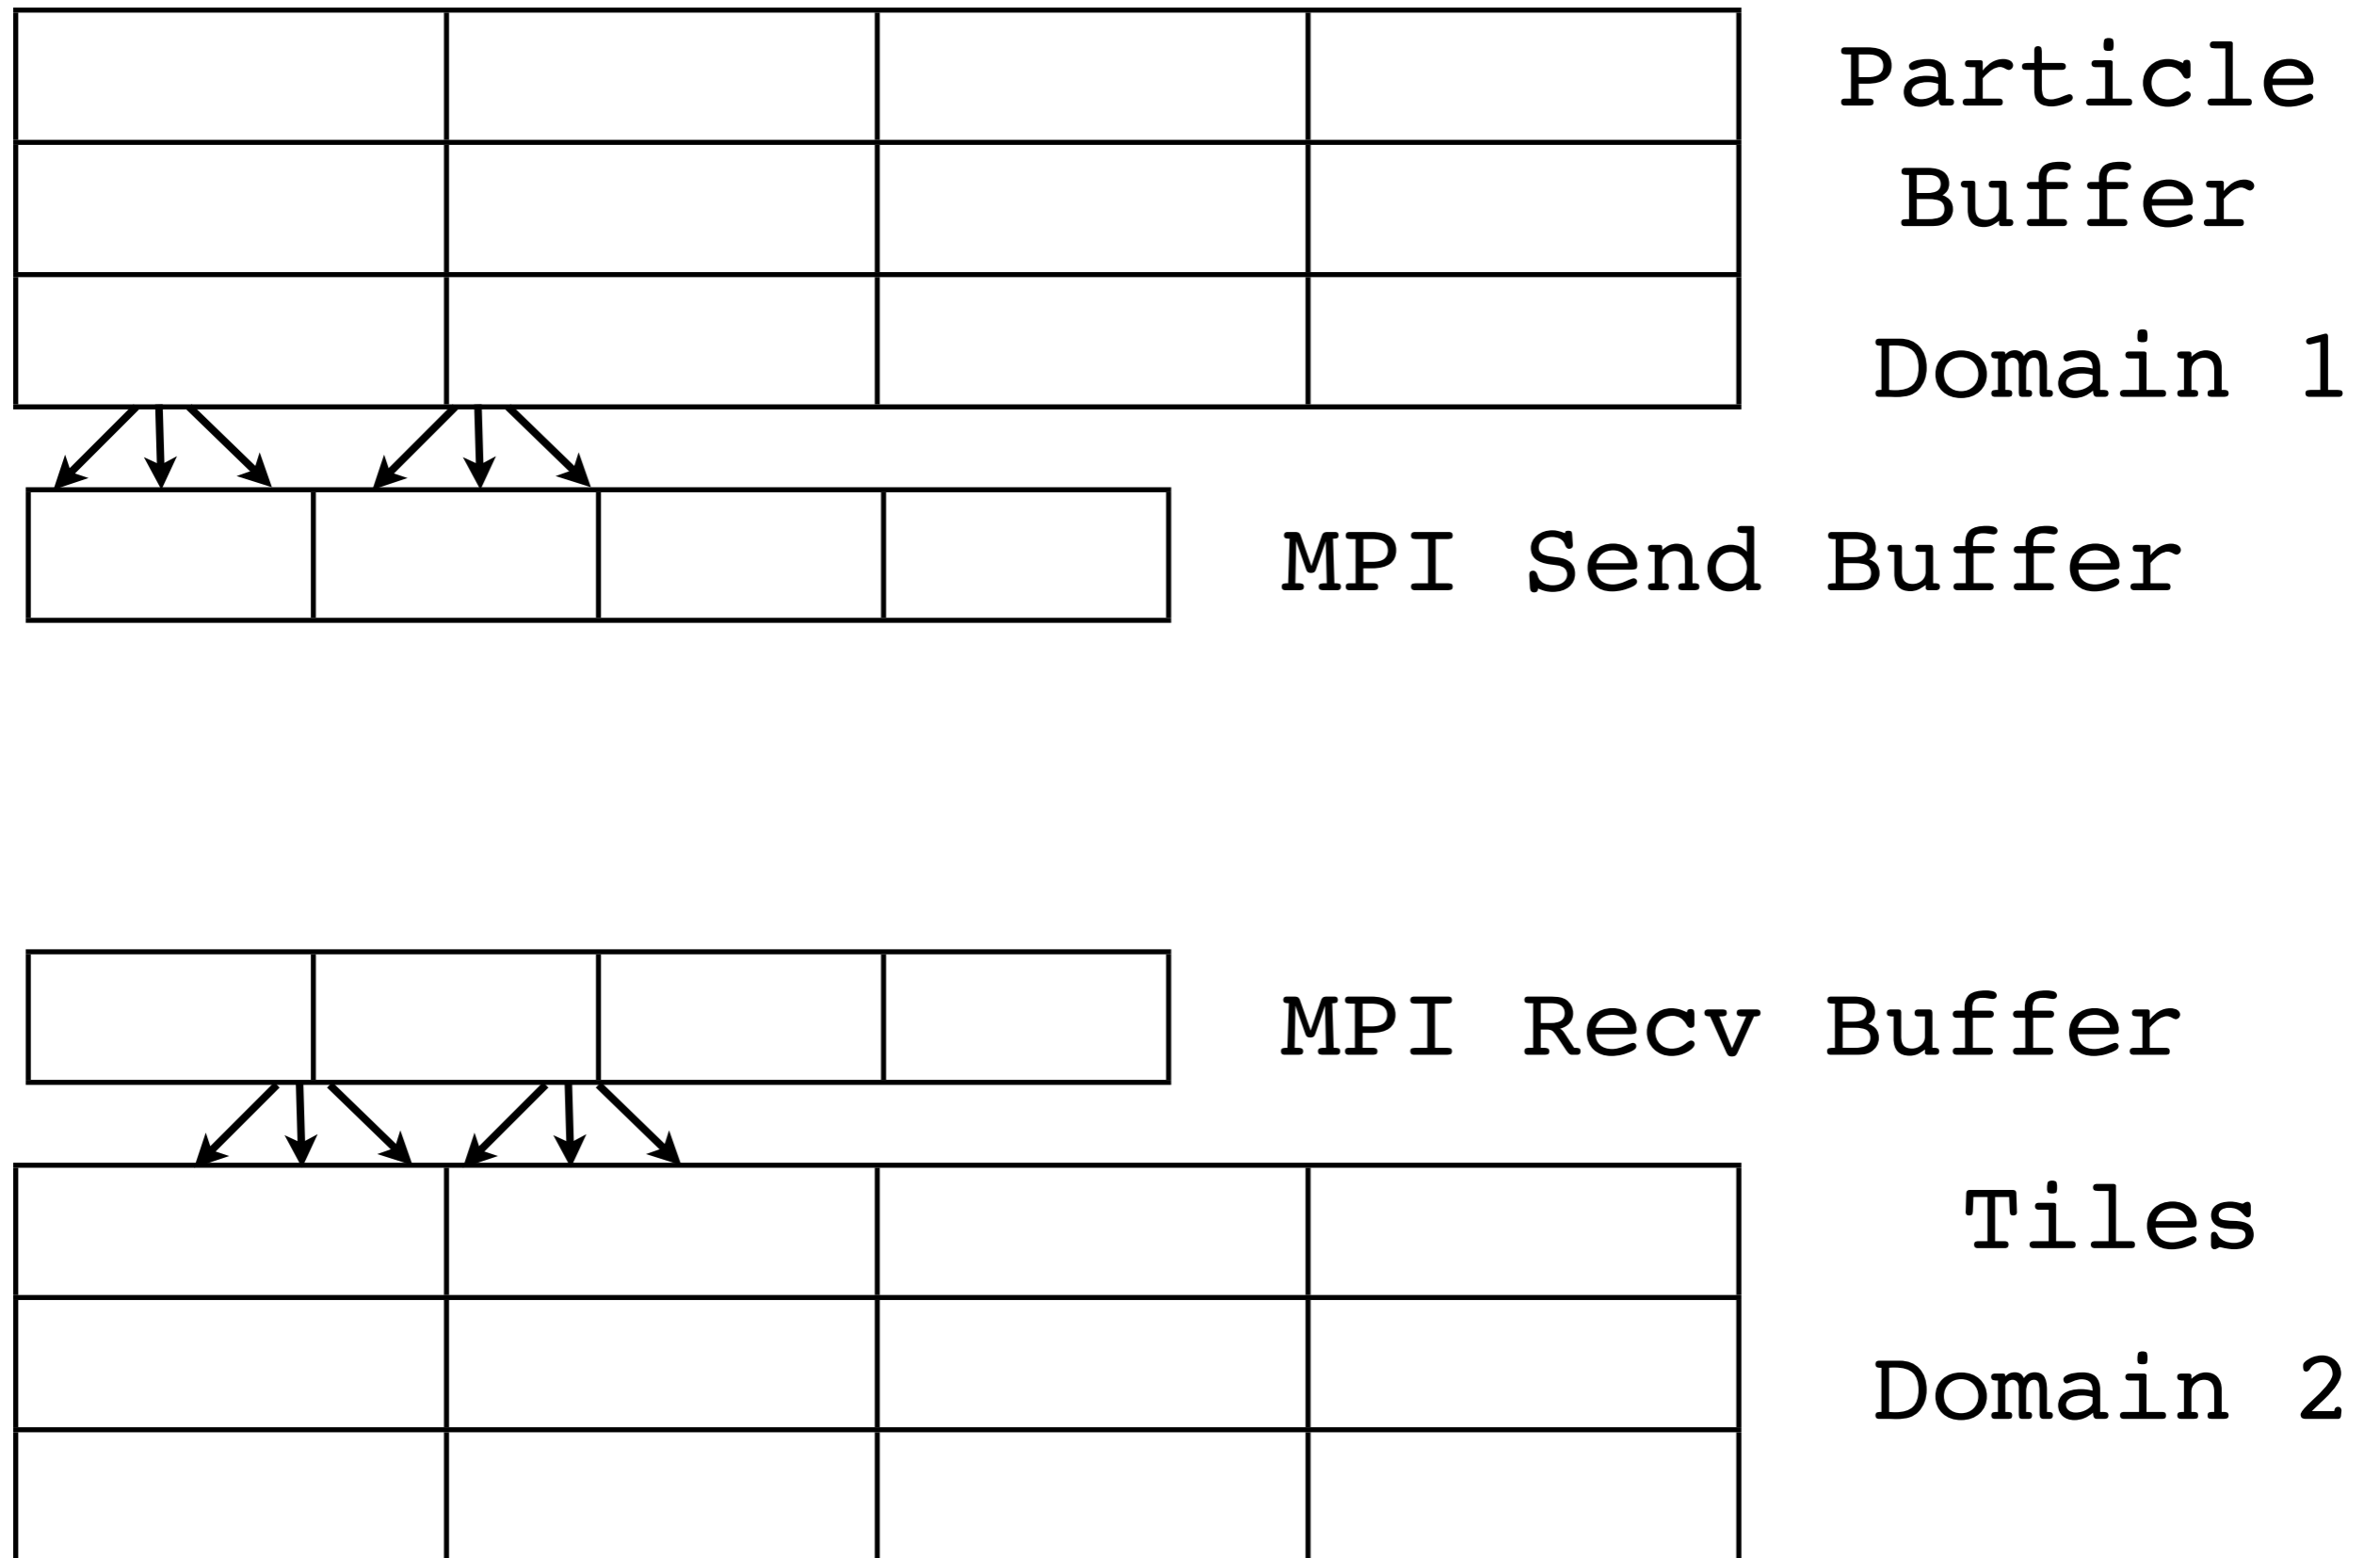 Particle
Buffer
Domain 1
MPI Send Buffer
MPI Recv Buffer
Tiles
Domain 2